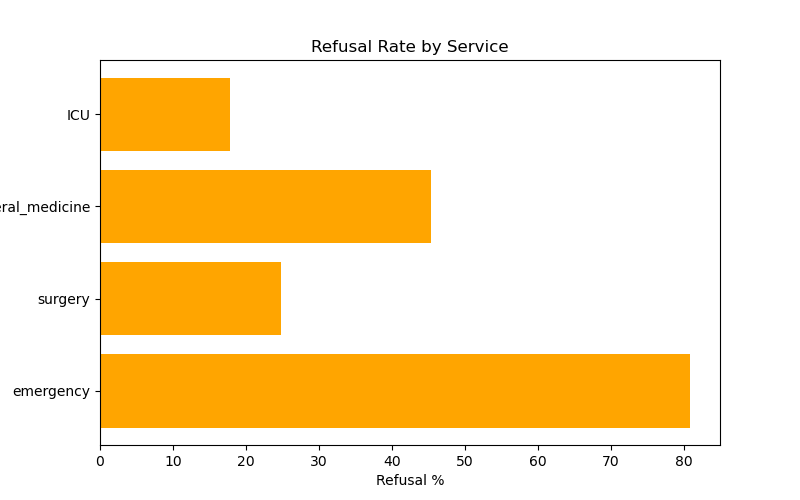 Refusal Rate by Service
ICU
eral_medicine
surgery
emergency
0 10 20 30 40 50 60 70 80
Refusal %